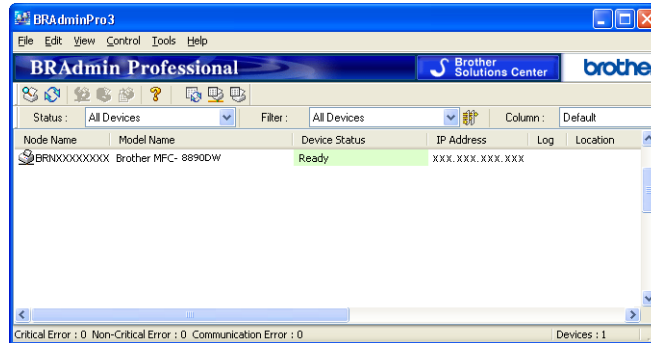 BRAdminPro3
File Edit View Control Tools Help
BRAdmin Professional Brother Solutions Center brothe
Status : All Devices Filter : All Devices Column : Default
Node Name Model Name Device Status IP Address Log Location
BRNXXXXXXXX Brother MFC- 8890DW Ready XXX.XXX.XXX.XXX
Critical Error : 0 Non-Critical Error : 0 Communication Error : 0 Devices : 1